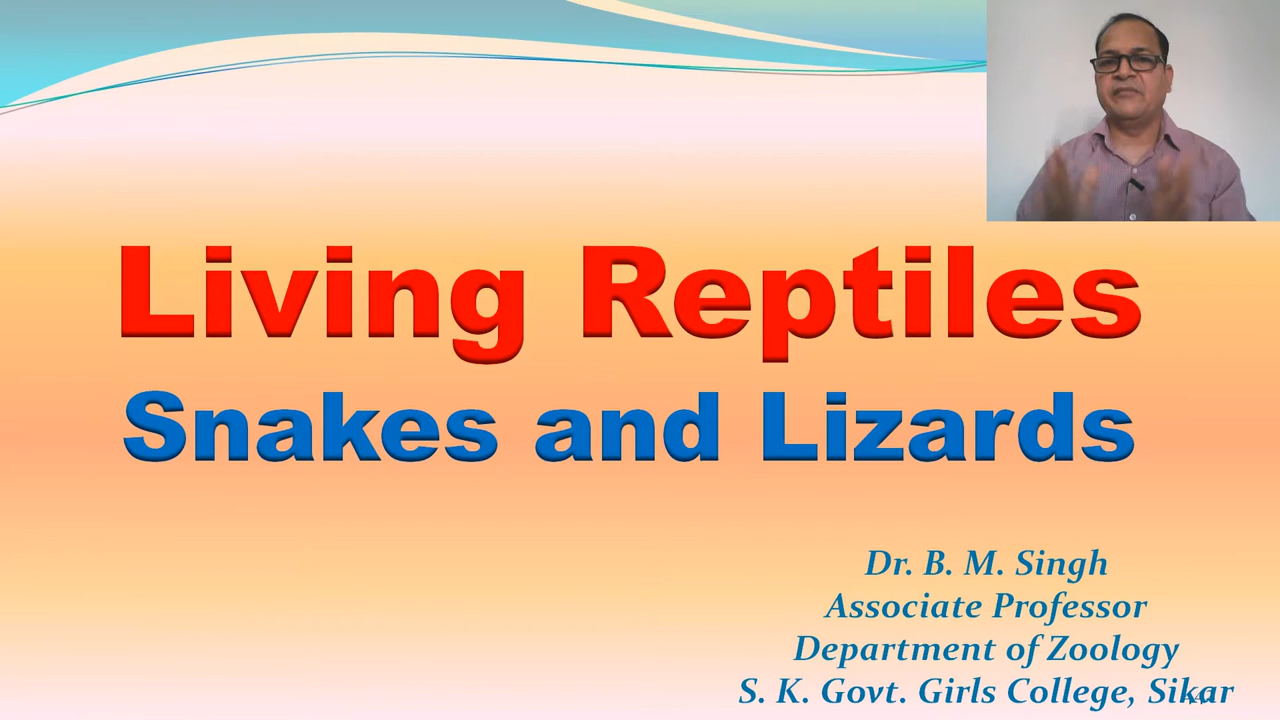 Living Reptiles
Snakes and Lizards
Dr. B. M. Singh
Associate Professor
Department of Zoology
S. K. Govt. Girls College, Sikar